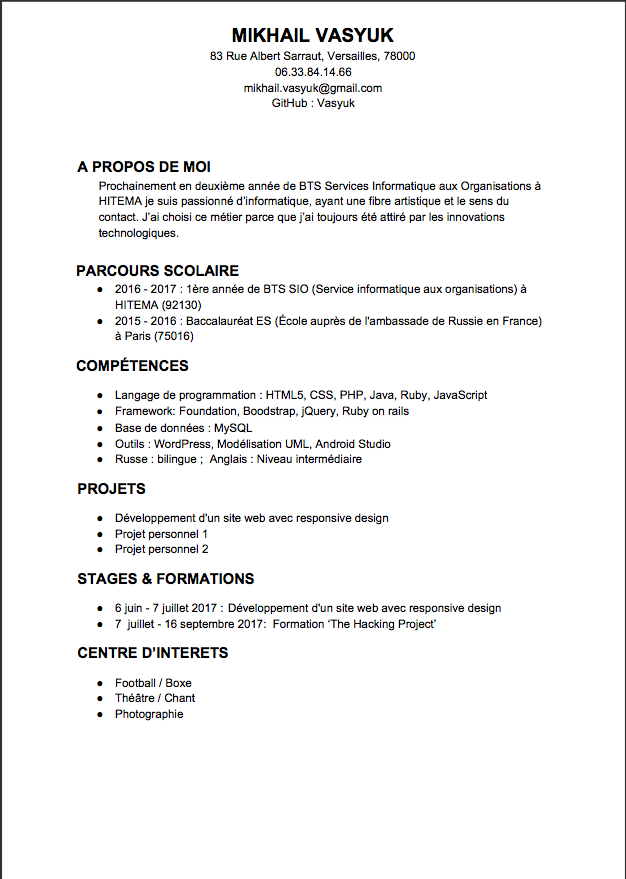 MIKHAIL VASYUK
83 Rue Albert Sarraut, Versailles, 78000
06.33.84.14.66
mikhail.vasyuk@gmail.com
GitHub : Vasyuk
A PROPOS DE MOI
Prochainement en deuxième année de BTS Services Informatique aux Organisations à
HITEMA je suis passionné d'informatique, ayant une fibre artistique et le sens du
contact. J'ai choisi ce métier parce que j'ai toujours été attiré par les innovations
technologiques.
PARCOURS SCOLAIRE
● 2016 - 2017 : 1ère année de BTS SIO (Service informatique aux organisations) à
HITEMA (92130)
● 2015 - 2016 : Baccalauréat ES (École auprès de l'ambassade de Russie en France)
à Paris (75016)
COMPÉTENCES
● Langage de programmation : HTML5, CSS, PHP, Java, Ruby, JavaScript
● Framework: Foundation, Boodstrap, jQuery, Ruby on rails
● Base de données : MySQL
● Outils : WordPress, Modélisation UML, Android Studio
● Russe : bilingue ; Anglais : Niveau intermédiaire
PROJETS
● Développement d'un site web avec responsive design
● Projet personnel 1
● Projet personnel 2
STAGES & FORMATIONS
● 6 juin - 7 juillet 2017 : Développement d'un site web avec responsive design
● 7 juillet - 16 septembre 2017: Formation ‘The Hacking Project’
CENTRE D'INTERETS
● Football / Boxe
● Théâtre / Chant
● Photographie